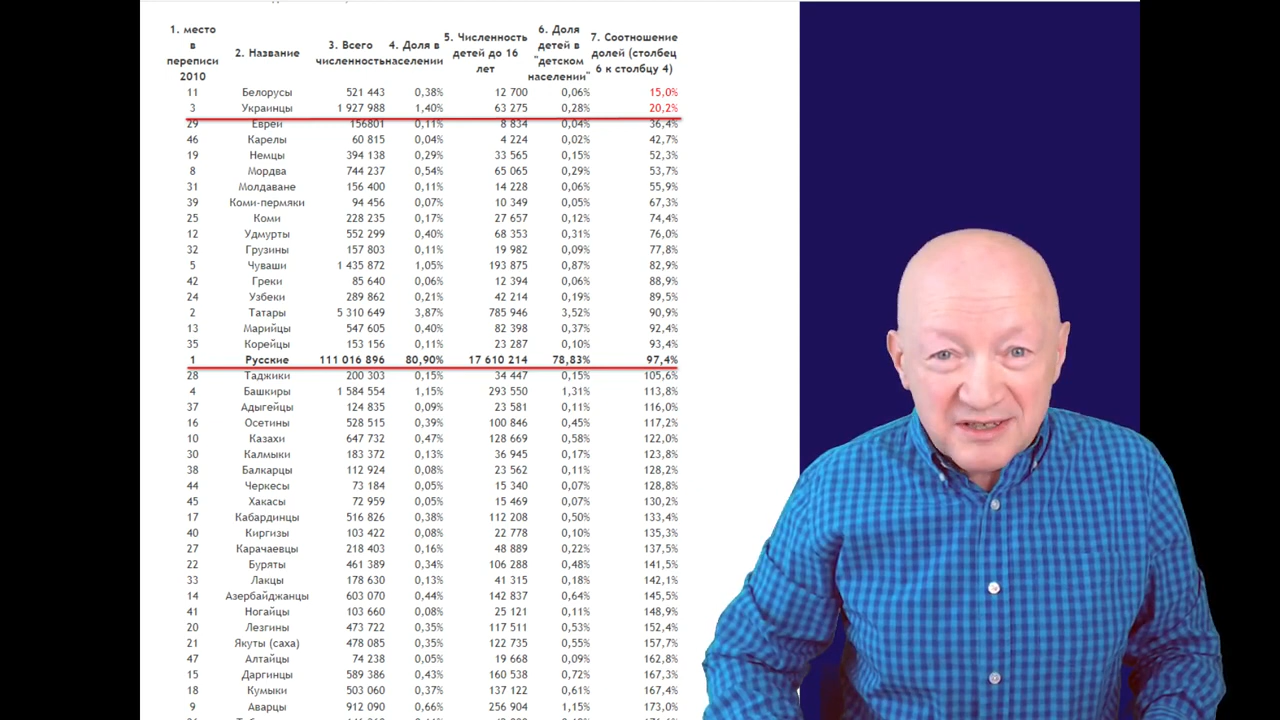 1. место в переписи 2010 2. Название 3. Всего численность 4. Доля в населении 5. Численность детей до 16 лет 6. Доля детей в "детском населении" 7. Соотношение долей (столбец 6 к столбцу 4)
11 Белорусы 521 443 0,38% 12 700 0,06% 15,0%
3 Украинцы 1 927 988 1,40% 63 275 0,28% 20,2%
29 Евреи 156801 0,11% 8 834 0,04% 36,4%
46 Карелы 60 815 0,04% 4 224 0,02% 42,7%
19 Немцы 394 138 0,29% 33 565 0,15% 52,3%
8 Мордва 744 237 0,54% 65 065 0,29% 53,7%
31 Молдаване 156 400 0,11% 14 228 0,06% 55,9%
39 Коми-пермяки 94 456 0,07% 10 349 0,05% 67,3%
25 Коми 228 235 0,17% 27 657 0,12% 74,4%
12 Удмурты 552 299 0,40% 68 353 0,31% 76,0%
32 Грузины 157 803 0,11% 19 982 0,09% 77,8%
5 Чуваши 1 435 872 1,05% 193 875 0,87% 82,9%
42 Греки 85 640 0,06% 12 394 0,06% 88,9%
24 Узбеки 289 862 0,21% 42 214 0,19% 89,5%
2 Татары 5 310 649 3,87% 785 946 3,52% 90,9%
13 Марийцы 547 605 0,40% 82 398 0,37% 92,4%
35 Корейцы 153 156 0,11% 23 287 0,10% 93,4%
1 Русские 111 016 896 80,90% 17 610 214 78,83% 97,4%
28 Таджики 200 303 0,15% 34 447 0,15% 105,6%
4 Башкиры 1 584 554 1,15% 293 550 1,31% 113,8%
37 Адыгейцы 124 835 0,09% 23 581 0,11% 116,0%
16 Осетины 528 515 0,39% 100 846 0,45% 117,2%
10 Казахи 647 732 0,47% 128 669 0,58% 122,0%
30 Калмыки 183 372 0,13% 36 945 0,17% 123,8%
38 Балкарцы 112 924 0,08% 23 562 0,11% 128,2%
44 Черкесы 73 184 0,05% 15 340 0,07% 128,8%
45 Хакасы 72 959 0,05% 15 469 0,07% 130,2%
17 Кабардинцы 516 826 0,38% 112 208 0,50% 133,4%
40 Киргизы 103 422 0,08% 22 778 0,10% 135,3%
27 Карачаевцы 218 403 0,16% 48 889 0,22% 137,5%
22 Буряты 461 389 0,34% 106 288 0,48% 141,5%
33 Лакцы 178 630 0,13% 41 315 0,18% 142,1%
14 Азербайджанцы 603 070 0,44% 142 837 0,64% 145,5%
41 Ногайцы 103 660 0,08% 25 121 0,11% 148,9%
20 Лезгины 473 722 0,35% 117 511 0,53% 152,4%
21 Якуты (саха) 478 085 0,35% 122 735 0,55% 157,7%
47 Алтайцы 74 238 0,05% 19 668 0,09% 162,8%
15 Даргинцы 589 386 0,43% 160 538 0,72% 167,3%
18 Кумыки 503 060 0,37% 137 122 0,61% 167,4%
9 Аварцы 912 090 0,66% 256 904 1,15% 173,0%